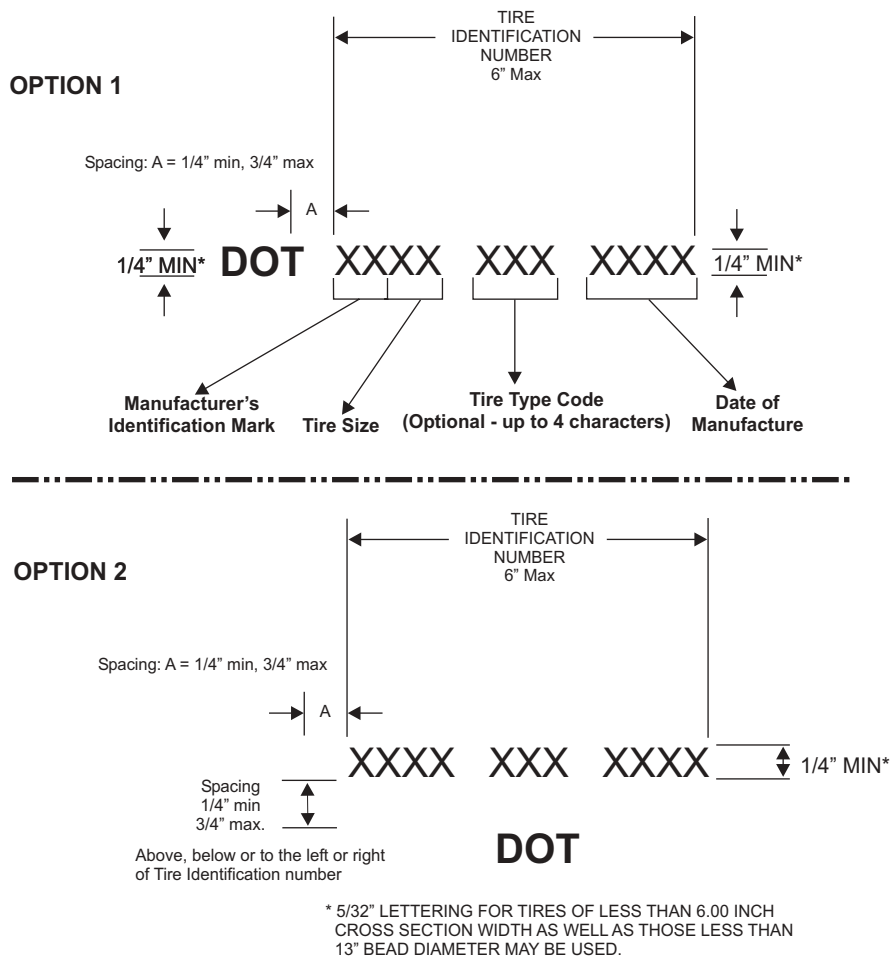 TIRE
IDENTIFICATION
NUMBER
6” Max
OPTION 1
Spacing: A = 1/4” min, 3/4” max
A
1/4” MIN* DOT XXXX XXX XXXX 1/4” MIN*
Manufacturer’s
Identification Mark
Tire Size
Tire Type Code
(Optional - up to 4 characters)
Date of
Manufacture
TIRE
IDENTIFICATION
NUMBER
6” Max
OPTION 2
Spacing: A = 1/4” min, 3/4” max
A
XXXX XXX XXXX 1/4” MIN*
Spacing
1/4” min
3/4” max.
DOT
Above, below or to the left or right
of Tire Identification number
* 5/32” LETTERING FOR TIRES OF LESS THAN 6.00 INCH
CROSS SECTION WIDTH AS WELL AS THOSE LESS THAN
13” BEAD DIAMETER MAY BE USED.